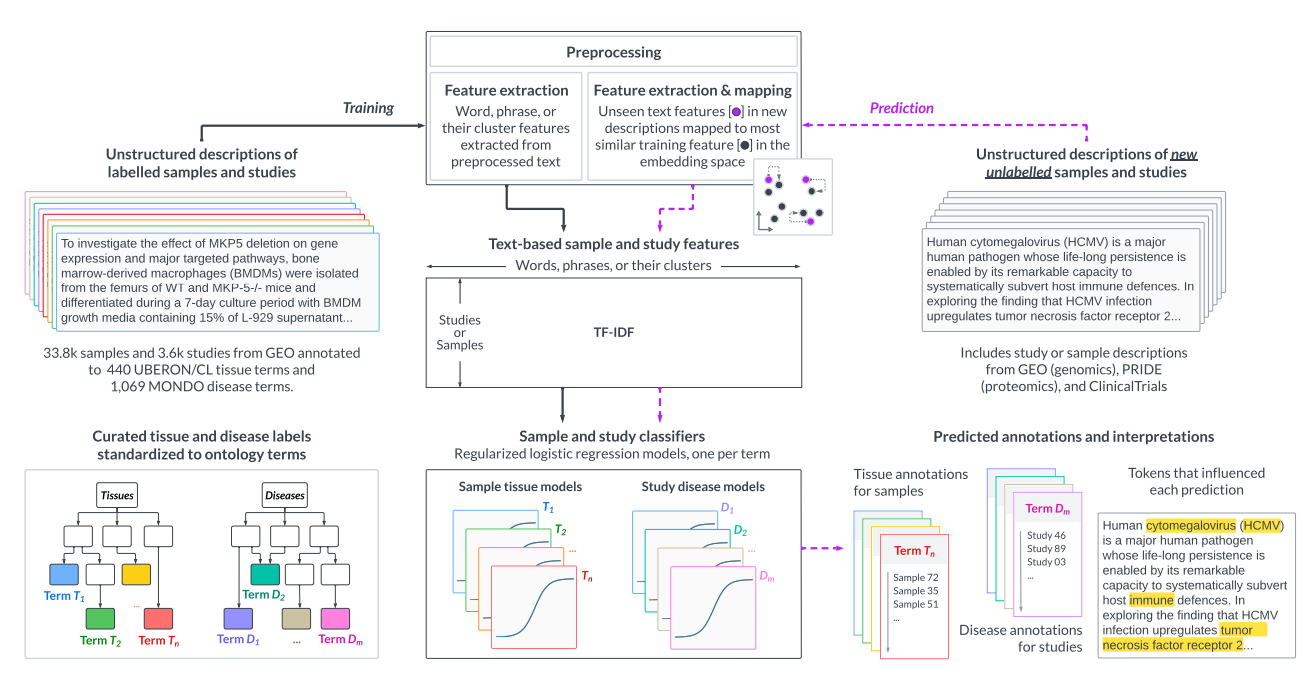 Preprocessing
Feature extraction
Word, phrase, or
their cluster features
extracted from
preprocessed text
Feature extraction & mapping
Unseen text features [●] in new
descriptions mapped to most
similar training feature [●] in the
embedding space
Training
Prediction
Unstructured descriptions of
labelled samples and studies
To investigate the effect of MKP5 deletion on gene
expression and major targeted pathways, bone
marrow-derived macrophages (BMDMs) were isolated
from the femurs of WT and MKP-5-/- mice and
differentiated during a 7-day culture period with BMDM
growth media containing 15% of L-929 supernatant...
33.8k samples and 3.6k studies from GEO annotated
to 440 UBERON/CL tissue terms and
1,069 MONDO disease terms.
Text-based sample and study features
Words, phrases, or their clusters
Studies
or
Samples
TF-IDF
Unstructured descriptions of new
unlabelled samples and studies
Human cytomegalovirus (HCMV) is a major
human pathogen whose life-long persistence is
enabled by its remarkable capacity to
systematically subvert host immune defences. In
exploring the finding that HCMV infection
upregulates tumor necrosis factor receptor 2...
Includes study or sample descriptions
from GEO (genomics), PRIDE
(proteomics), and ClinicalTrials
Curated tissue and disease labels
standardized to ontology terms
Tissues
Diseases
Term T1
Term D2
...
Term T2
Term Tn
Term D1
...
Term Dm
Sample and study classifiers
Regularized logistic regression models, one per term
Sample tissue models
T1
T2
...
Tn
Study disease models
D1
D2
...
Dm
Predicted annotations and interpretations
Tissue annotations
for samples
Term Tn
Sample 72
Sample 35
Sample 51
...
Term Dm
Study 46
Study 89
Study 03
...
Disease annotations
for studies
Tokens that influenced
each prediction
Human cytomegalovirus (HCMV)
is a major human pathogen
whose life-long persistence is
enabled by its remarkable
capacity to systematically subvert
host immune defences. In
exploring the finding that HCMV
infection upregulates tumor
necrosis factor receptor 2...